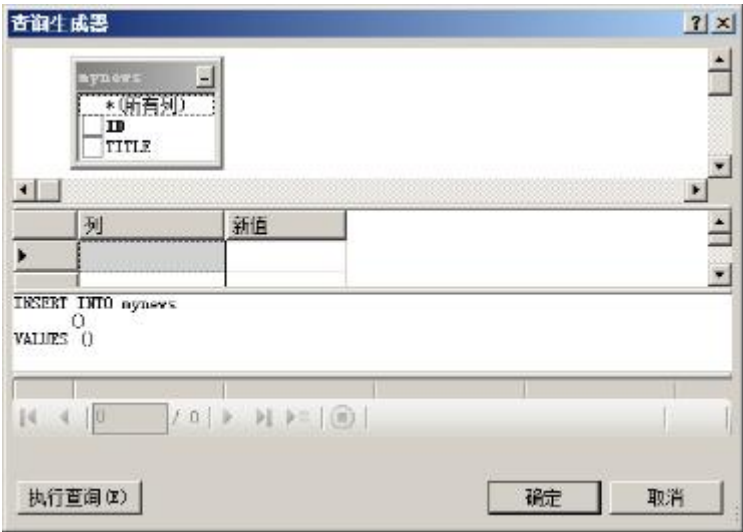 查询生成器
mynews
*(所有列)
ID
TITLE
列 新值
INSERT INTO mynews
()
VALUES ()
0 / 0
执行查询(E) 确定 取消